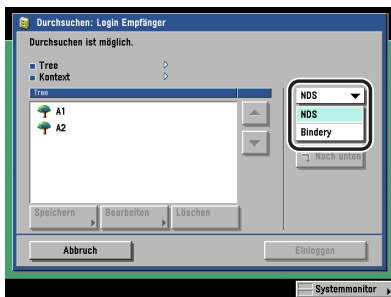 Durchsuchen: Login Empfänger
Durchsuchen ist möglich.
Tree
Kontext
Tree
A1
A2
NDS
NDS
Bindery
Nach unten
Speichern
Bearbeiten
Löschen
Abbruch
Einloggen
Systemmonitor